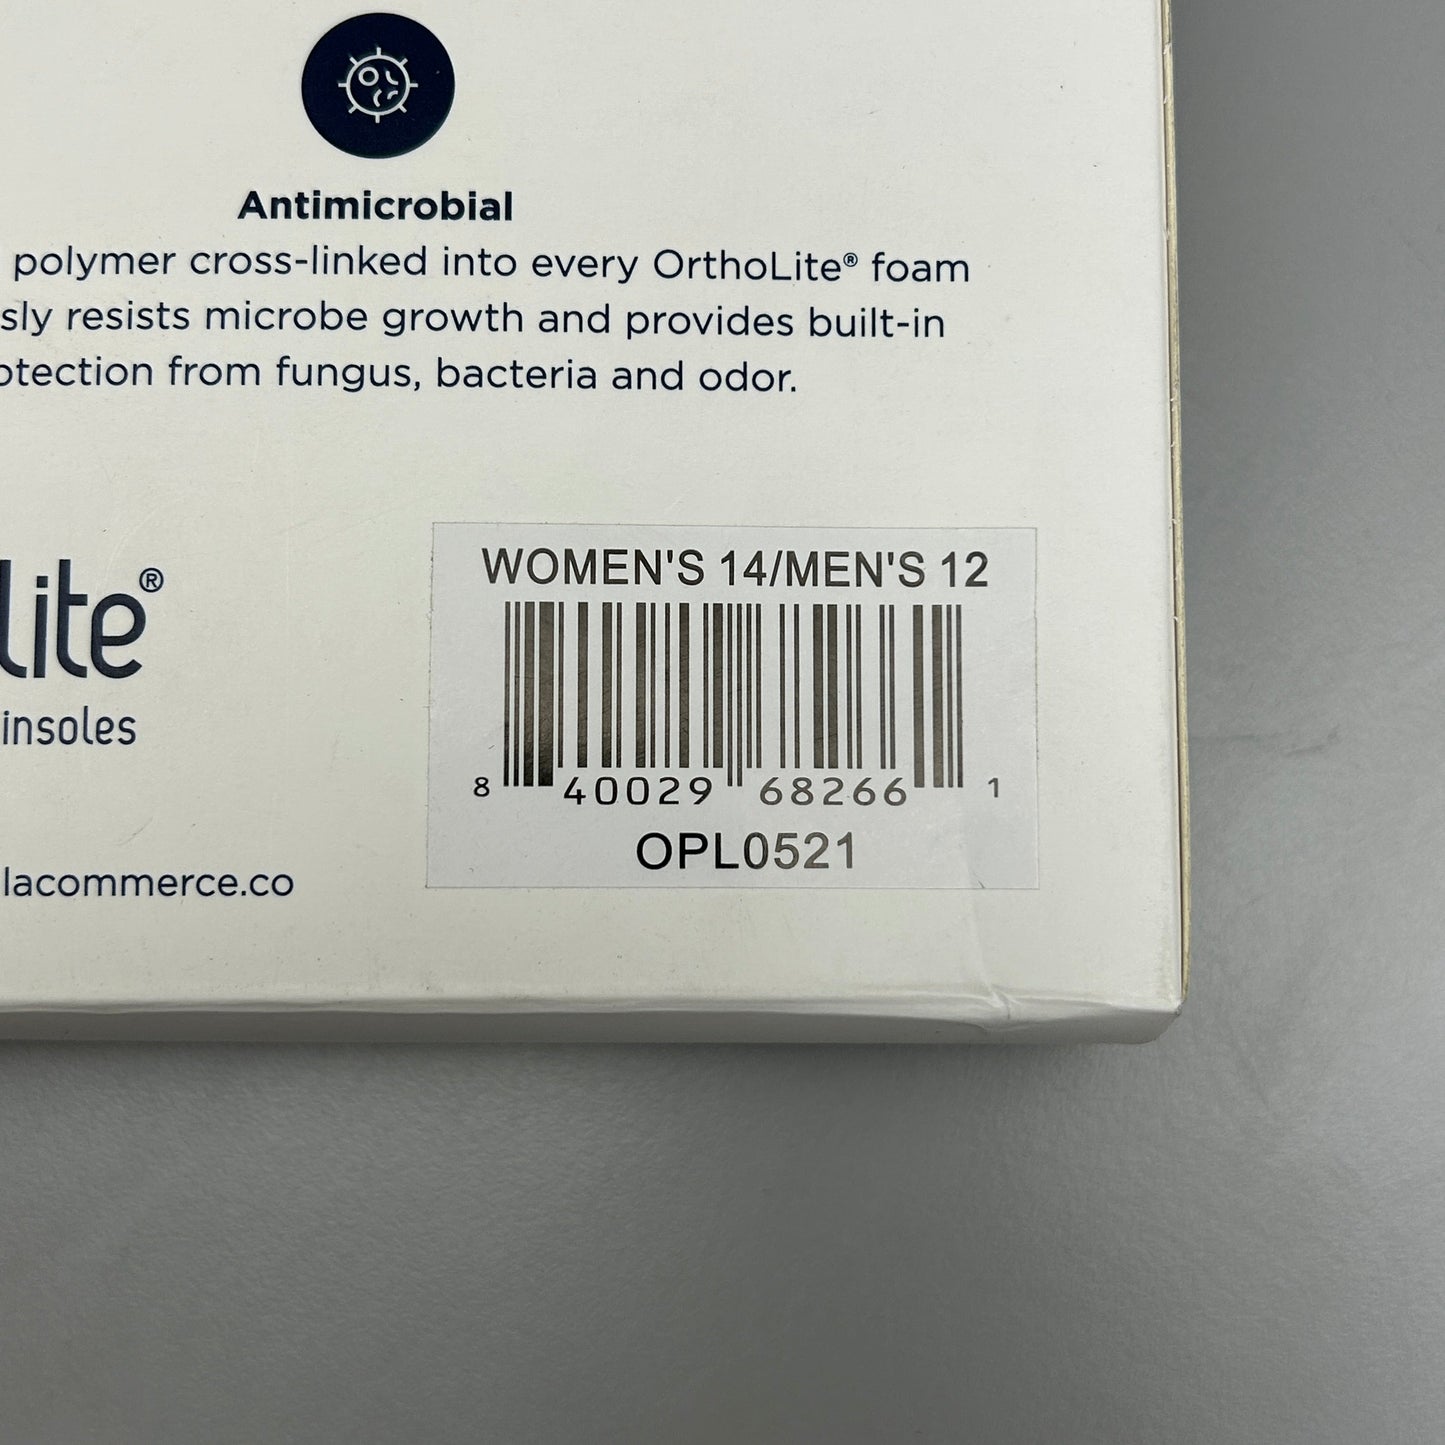 Antimicrobial
polymer cross-linked into every OrthoLite® foam
sly resists microbe growth and provides built-in
otection from fungus, bacteria and odor.
lite®
insoles
lacommerce.co
WOMEN'S 14/MEN'S 12
8 40029 68266 1
OPL0521